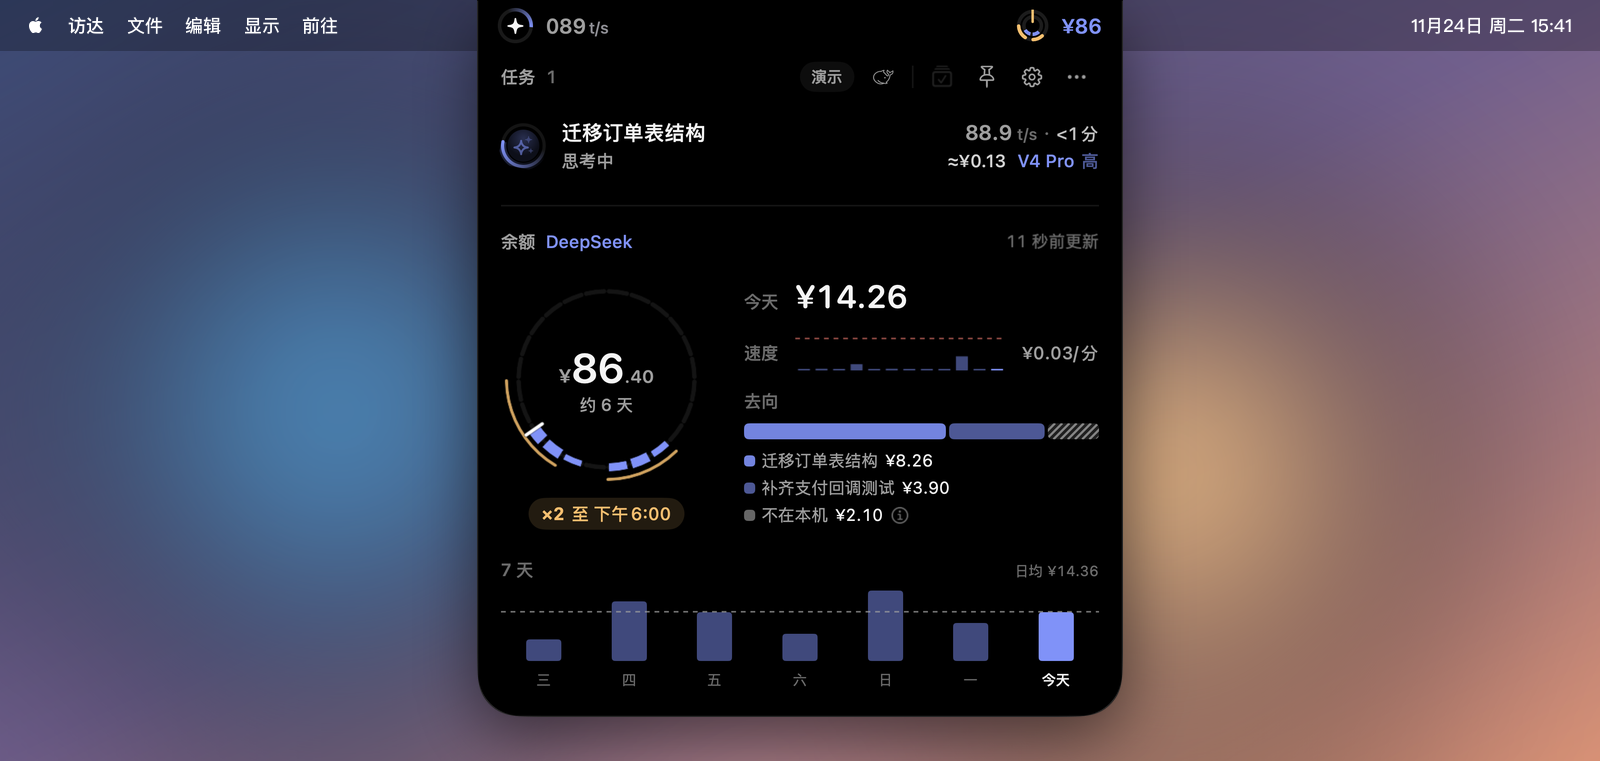 访达 文件 编辑 显示 前往
11月24日 周二 15:41
089 t/s
¥86
任务 1
演示
迁移订单表结构
88.9 t/s · <1 分
思考中
≈¥0.13 V4 Pro 高
余额 DeepSeek
11 秒前更新
¥86.40
约 6 天
×2 至 下午 6:00
今天 ¥14.26
速度
¥0.03/分
去向
迁移订单表结构 ¥8.26
补齐支付回调测试 ¥3.90
不在本机 ¥2.10
7 天
日均 ¥14.36
三 四 五 六 日 一 今天